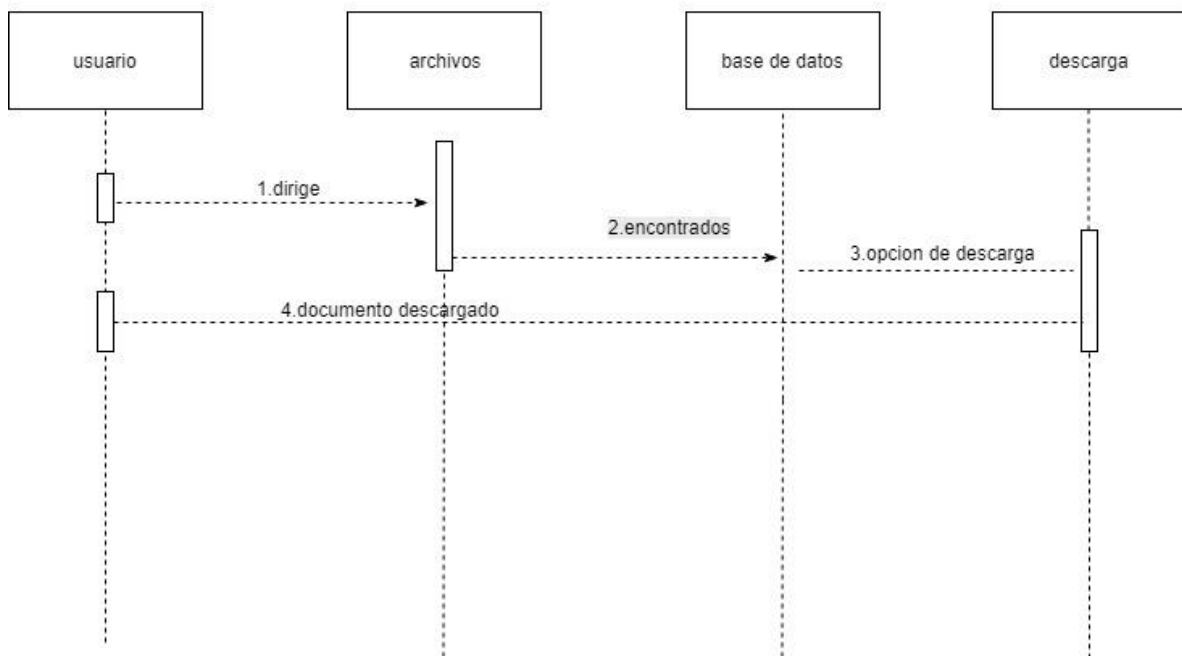 usuario
archivos
base de datos
descarga
1.dirige
2.encontrados
3.opcion de descarga
4.documento descargado